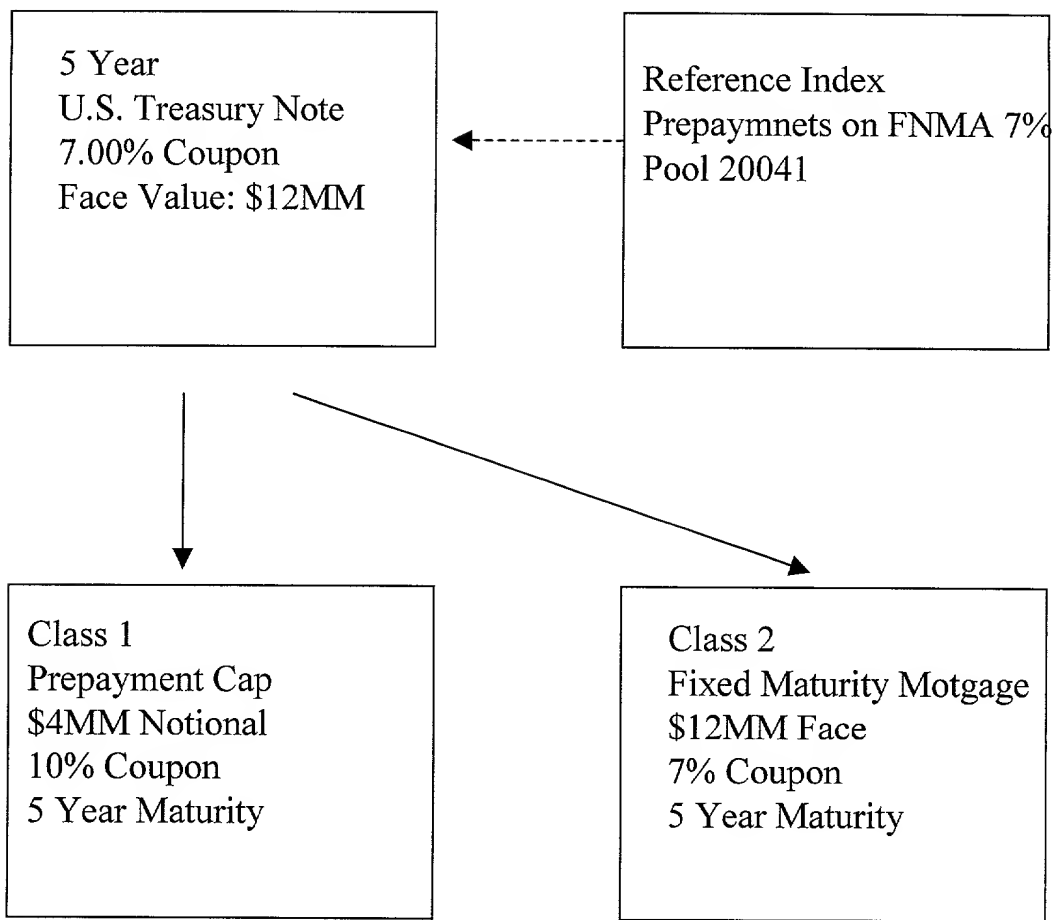 5 Year
U.S. Treasury Note
7.00% Coupon
Face Value: $12MM
Reference Index
Prepaymnets on FNMA 7%
Pool 20041
Class 1
Prepayment Cap
$4MM Notional
10% Coupon
5 Year Maturity
Class 2
Fixed Maturity Motgage
$12MM Face
7% Coupon
5 Year Maturity